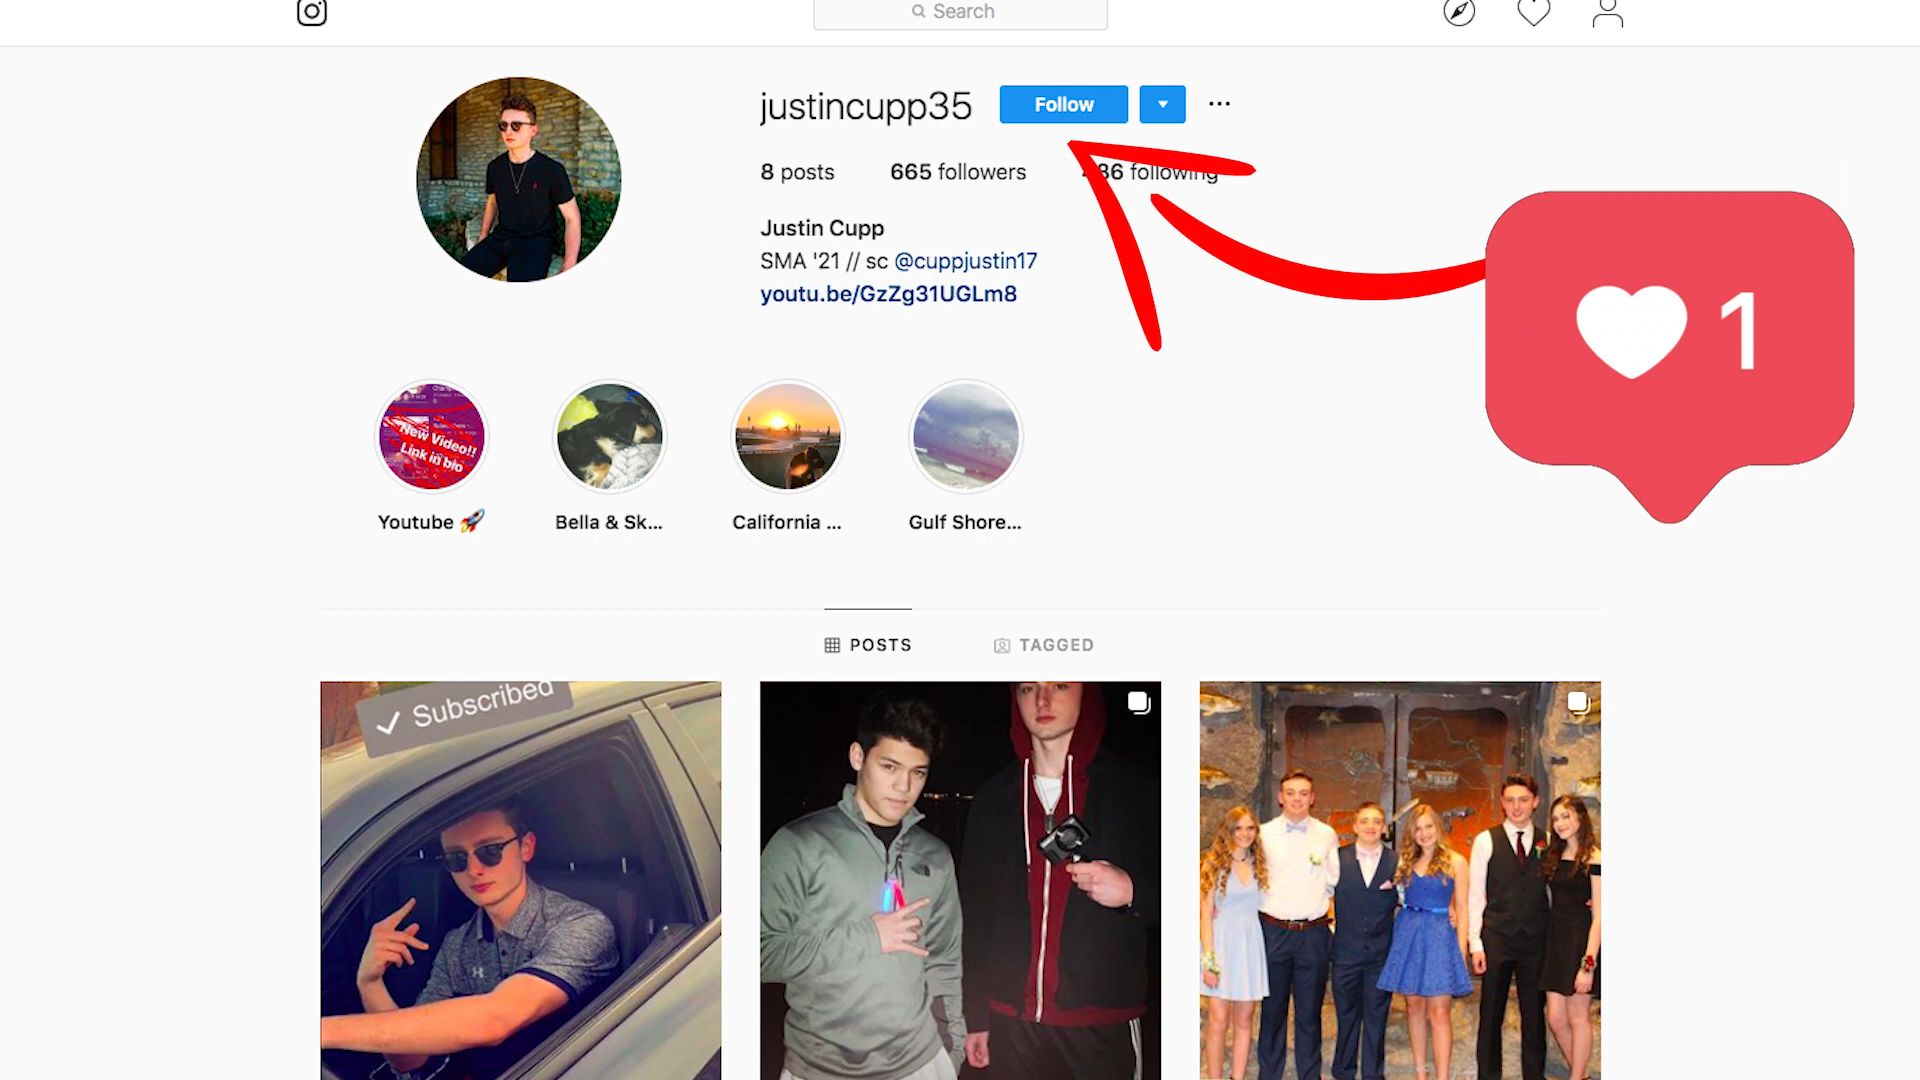 Search
justincupp35 Follow ...
8 posts 665 followers 486 following
Justin Cupp
SMA '21 // sc @cuppjustin17
youtu.be/GzZg31UGLm8
1
New Video!!
Link in bio
Youtube 🚀 Bella & Sk... California ... Gulf Shore...
POSTS TAGGED
Subscribed